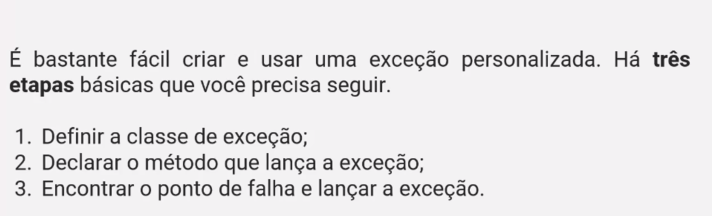 É bastante fácil criar e usar uma exceção personalizada. Há três
etapas básicas que você precisa seguir.
1. Definir a classe de exceção;
2. Declarar o método que lança a exceção;
3. Encontrar o ponto de falha e lançar a exceção.